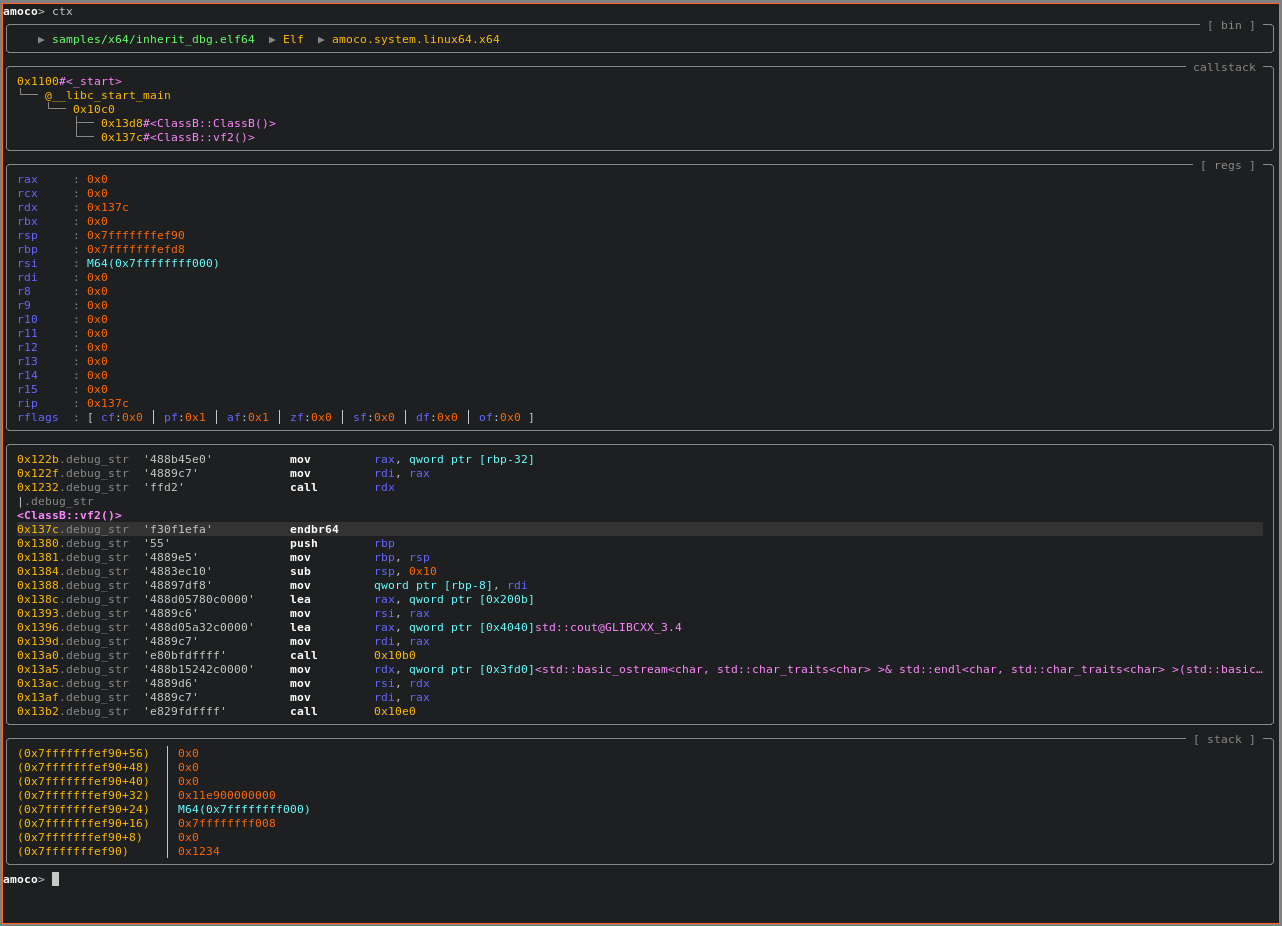 amoco> ctx
[ bin ]
▶ samples/x64/inherit_dbg.elf64 ▶ Elf ▶ amoco.system.linux64.x64
callstack
0x1100#<_start>
└── @__libc_start_main
└── 0x10c0
├── 0x13d8#<ClassB::ClassB()>
└── 0x137c#<ClassB::vf2()>
[ regs ]
rax : 0x0
rcx : 0x0
rdx : 0x137c
rbx : 0x0
rsp : 0x7fffffffef90
rbp : 0x7fffffffefd8
rsi : M64(0x7ffffffff000)
rdi : 0x0
r8 : 0x0
r9 : 0x0
r10 : 0x0
r11 : 0x0
r12 : 0x0
r13 : 0x0
r14 : 0x0
r15 : 0x0
rip : 0x137c
rflags : [ cf:0x0 │ pf:0x1 │ af:0x1 │ zf:0x0 │ sf:0x0 │ df:0x0 │ of:0x0 ]
0x122b.debug_str '488b45e0' mov rax, qword ptr [rbp-32]
0x122f.debug_str '4889c7' mov rdi, rax
0x1232.debug_str 'ffd2' call rdx
|.debug_str
<ClassB::vf2()>
0x137c.debug_str 'f30f1efa' endbr64
0x1380.debug_str '55' push rbp
0x1381.debug_str '4889e5' mov rbp, rsp
0x1384.debug_str '4883ec10' sub rsp, 0x10
0x1388.debug_str '48897df8' mov qword ptr [rbp-8], rdi
0x138c.debug_str '488d05780c0000' lea rax, qword ptr [0x200b]
0x1393.debug_str '4889c6' mov rsi, rax
0x1396.debug_str '488d05a32c0000' lea rax, qword ptr [0x4040]std::cout@GLIBCXX_3.4
0x139d.debug_str '4889c7' mov rdi, rax
0x13a0.debug_str 'e80bfdffff' call 0x10b0
0x13a5.debug_str '488b15242c0000' mov rdx, qword ptr [0x3fd0]<std::basic_ostream<char, std::char_traits<char> >& std::endl<char, std::char_traits<char> >(std::basic…
0x13ac.debug_str '4889d6' mov rsi, rdx
0x13af.debug_str '4889c7' mov rdi, rax
0x13b2.debug_str 'e829fdffff' call 0x10e0
[ stack ]
(0x7fffffffef90+56) │ 0x0
(0x7fffffffef90+48) │ 0x0
(0x7fffffffef90+40) │ 0x0
(0x7fffffffef90+32) │ 0x11e900000000
(0x7fffffffef90+24) │ M64(0x7ffffffff000)
(0x7fffffffef90+16) │ 0x7ffffffff008
(0x7fffffffef90+8) │ 0x0
(0x7fffffffef90) │ 0x1234
amoco>